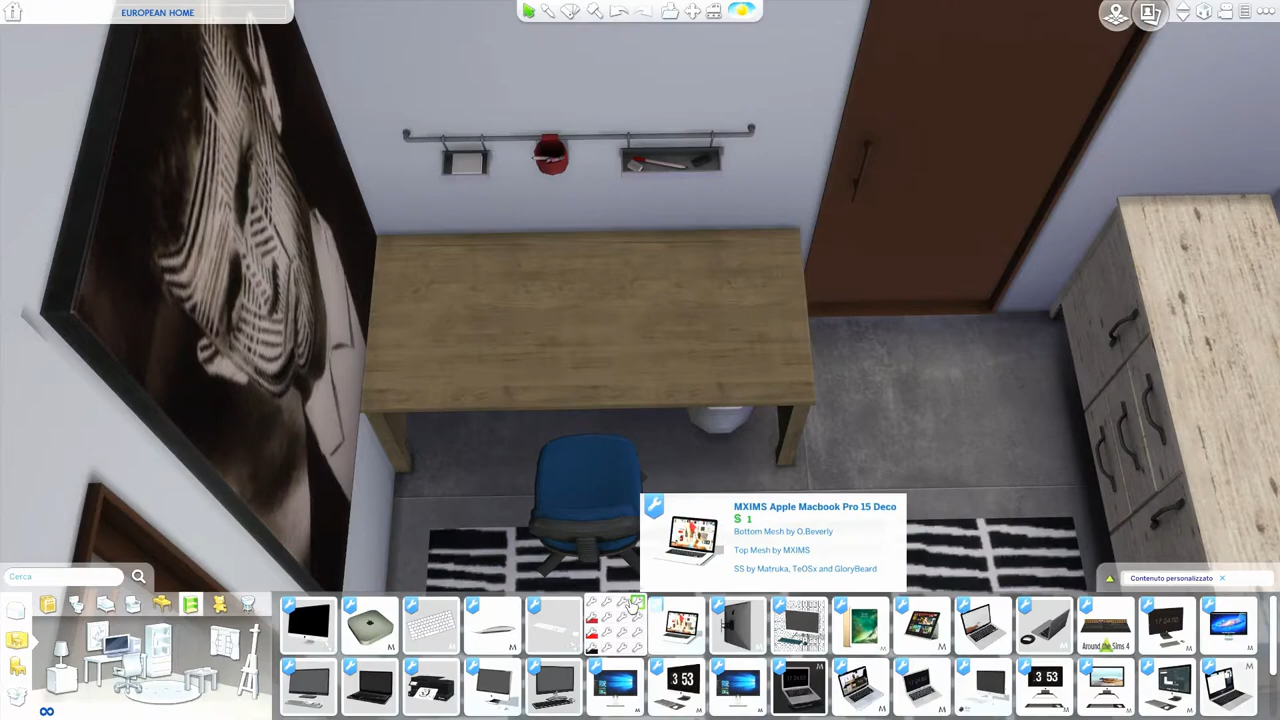 EUROPEAN HOME
MXIMS Apple Macbook Pro 15 Deco
$ 1
Bottom Mesh by O.Beverly
Top Mesh by MXIMS
SS by Matruka, TeOSx and GloryBeard
Cerca
Contenuto personalizzato
Around the Sims 4
3 53
3 53